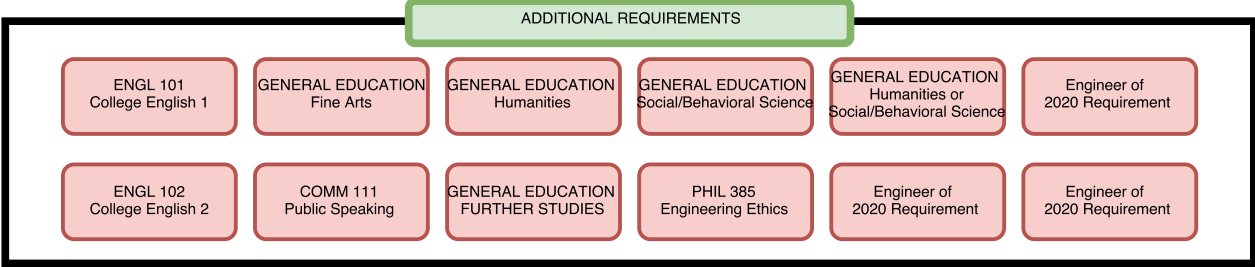 ADDITIONAL REQUIREMENTS
ENGL 101
College English 1
GENERAL EDUCATION
Fine Arts
GENERAL EDUCATION
Humanities
GENERAL EDUCATION
Social/Behavioral Science
GENERAL EDUCATION
Humanities or
Social/Behavioral Science
Engineer of
2020 Requirement
ENGL 102
College English 2
COMM 111
Public Speaking
GENERAL EDUCATION
FURTHER STUDIES
PHIL 385
Engineering Ethics
Engineer of
2020 Requirement
Engineer of
2020 Requirement